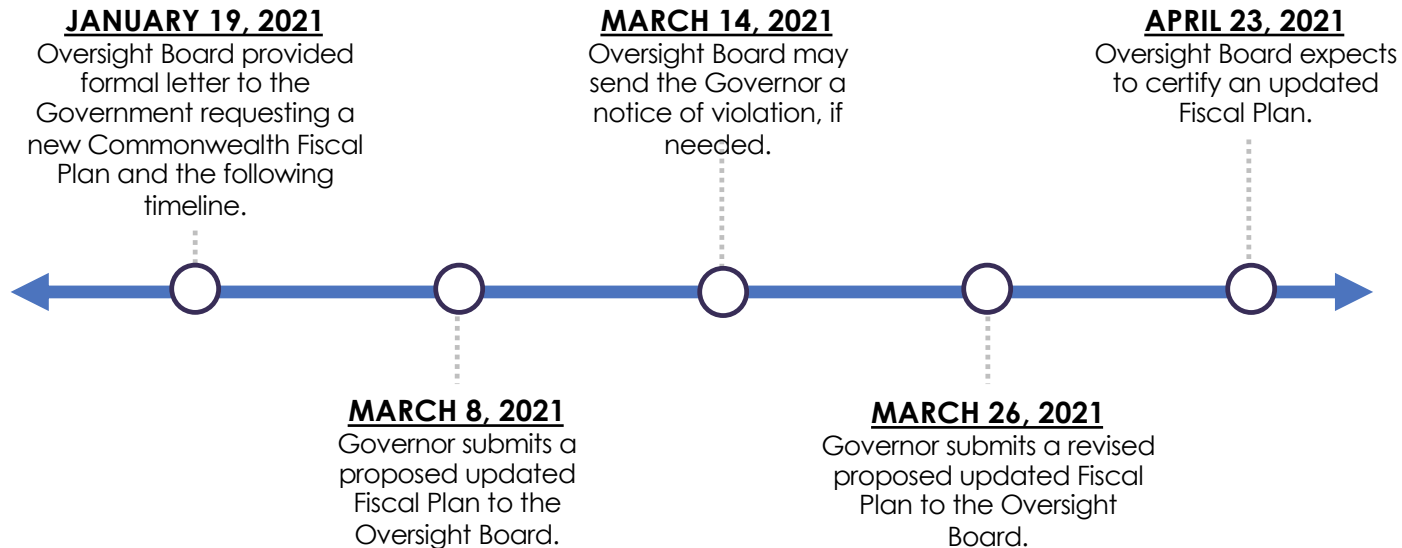 JANUARY 19, 2021
Oversight Board provided
formal letter to the
Government requesting a
new Commonwealth Fiscal
Plan and the following
timeline.
MARCH 14, 2021
Oversight Board may
send the Governor a
notice of violation, if
needed.
APRIL 23, 2021
Oversight Board expects
to certify an updated
Fiscal Plan.
MARCH 8, 2021
Governor submits a
proposed updated
Fiscal Plan to the
Oversight Board.
MARCH 26, 2021
Governor submits a revised
proposed updated Fiscal
Plan to the Oversight
Board.